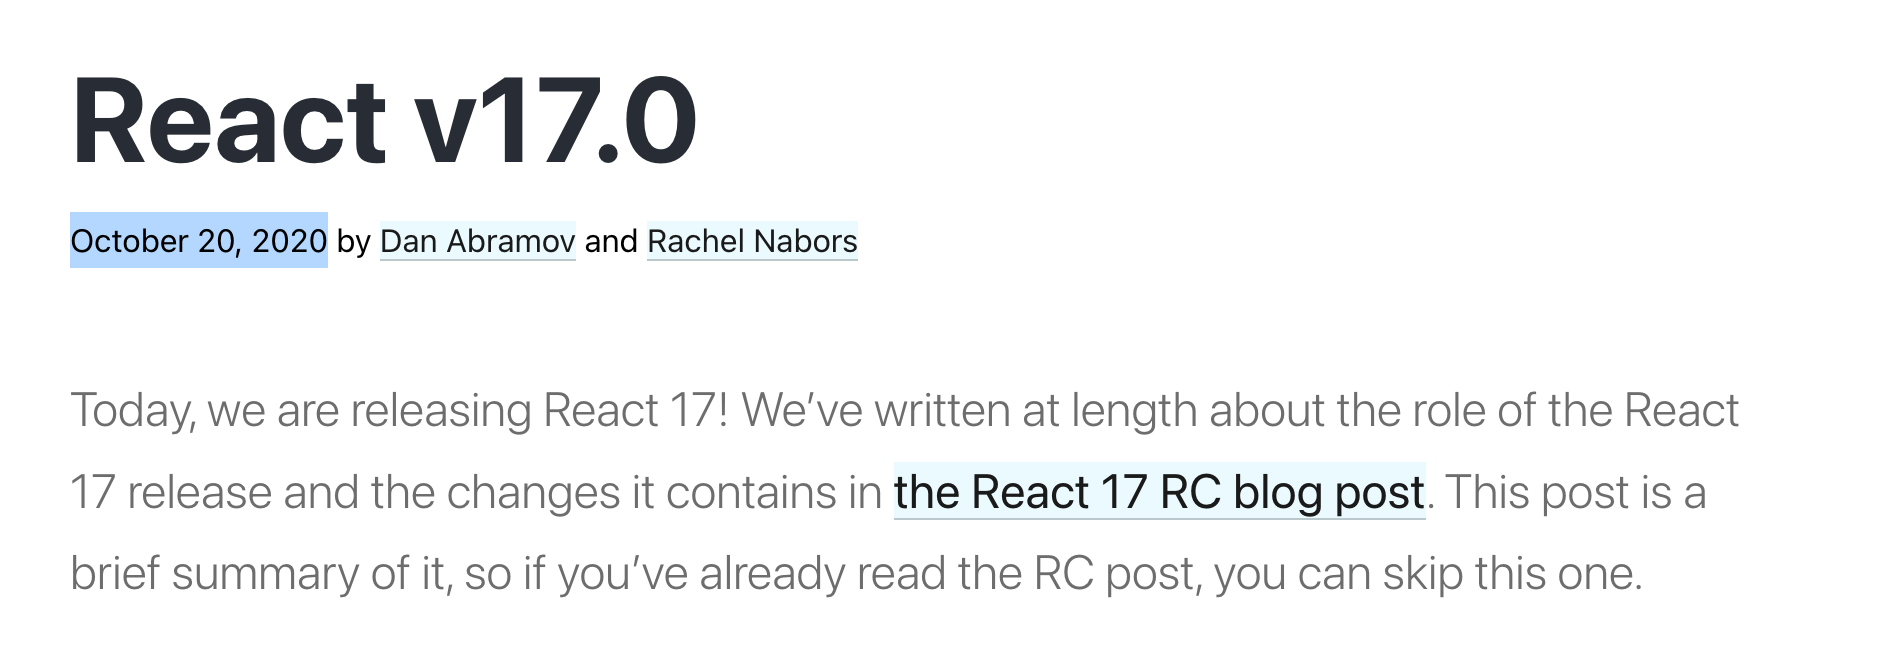 React v17.0
October 20, 2020 by Dan Abramov and Rachel Nabors
Today, we are releasing React 17! We’ve written at length about the role of the React
17 release and the changes it contains in the React 17 RC blog post. This post is a
brief summary of it, so if you’ve already read the RC post, you can skip this one.